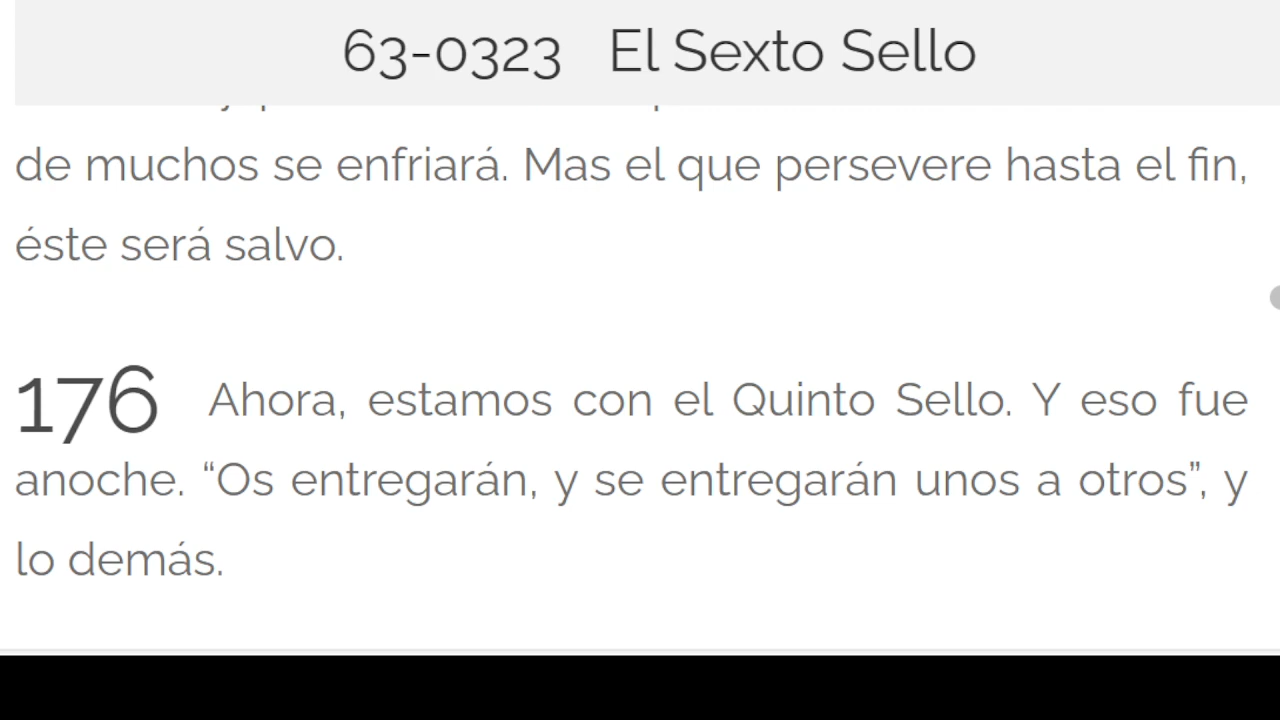 63-0323 El Sexto Sello
de muchos se enfriará. Mas el que persevere hasta el fin,
éste será salvo.
176 Ahora, estamos con el Quinto Sello. Y eso fue
anoche. “Os entregarán, y se entregarán unos a otros”, y
lo demás.